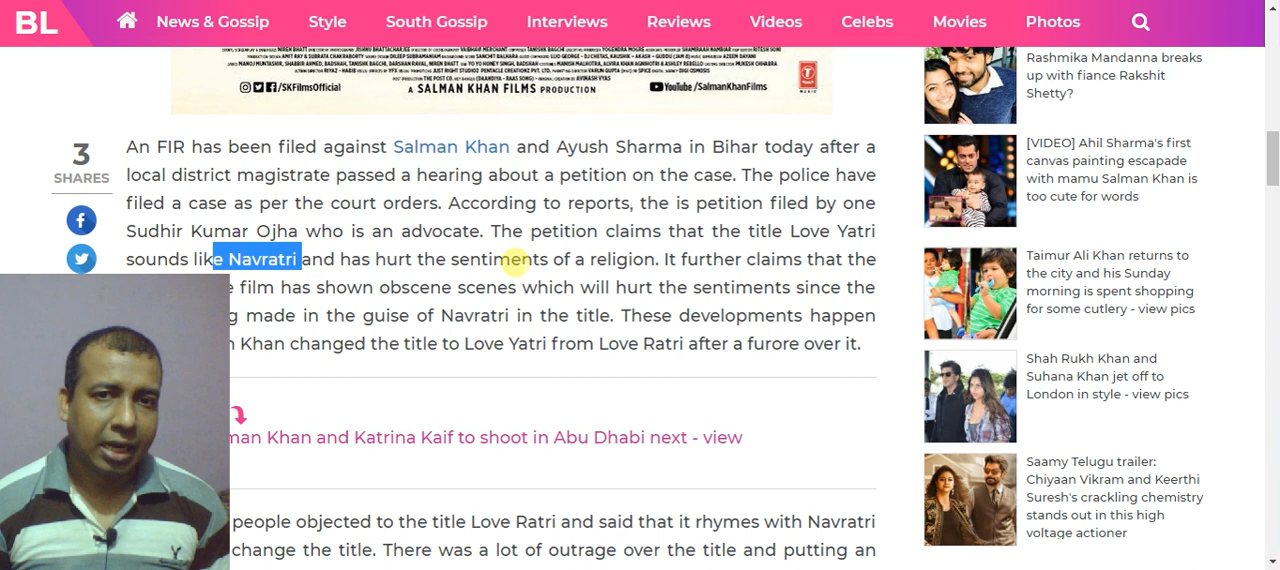 BL
News & Gossip
Style
South Gossip
Interviews
Reviews
Videos
Celebs
Movies
Photos
/SKFilmsOfficial
A SALMAN KHAN FILMS PRODUCTION
YouTube /SalmanKhanFilms
3
SHARES
An FIR has been filed against Salman Khan and Ayush Sharma in Bihar today after a
local district magistrate passed a hearing about a petition on the case. The police have
filed a case as per the court orders. According to reports, the is petition filed by one
Sudhir Kumar Ojha who is an advocate. The petition claims that the title Love Yatri
sounds like Navratri and has hurt the sentiments of a religion. It further claims that the
film has shown obscene scenes which will hurt the sentiments since the
made in the guise of Navratri in the title. These developments happen
Khan changed the title to Love Yatri from Love Ratri after a furore over it.
man Khan and Katrina Kaif to shoot in Abu Dhabi next - view
people objected to the title Love Ratri and said that it rhymes with Navratri
change the title. There was a lot of outrage over the title and putting an
Rashmika Mandanna breaks
up with fiance Rakshit
Shetty?
[VIDEO] Ahil Sharma's first
canvas painting escapade
with mamu Salman Khan is
too cute for words
Taimur Ali Khan returns to
the city and his Sunday
morning is spent shopping
for some cutlery - view pics
Shah Rukh Khan and
Suhana Khan jet off to
London in style - view pics
Saamy Telugu trailer:
Chiyaan Vikram and Keerthi
Suresh's crackling chemistry
stands out in this high
voltage actioner